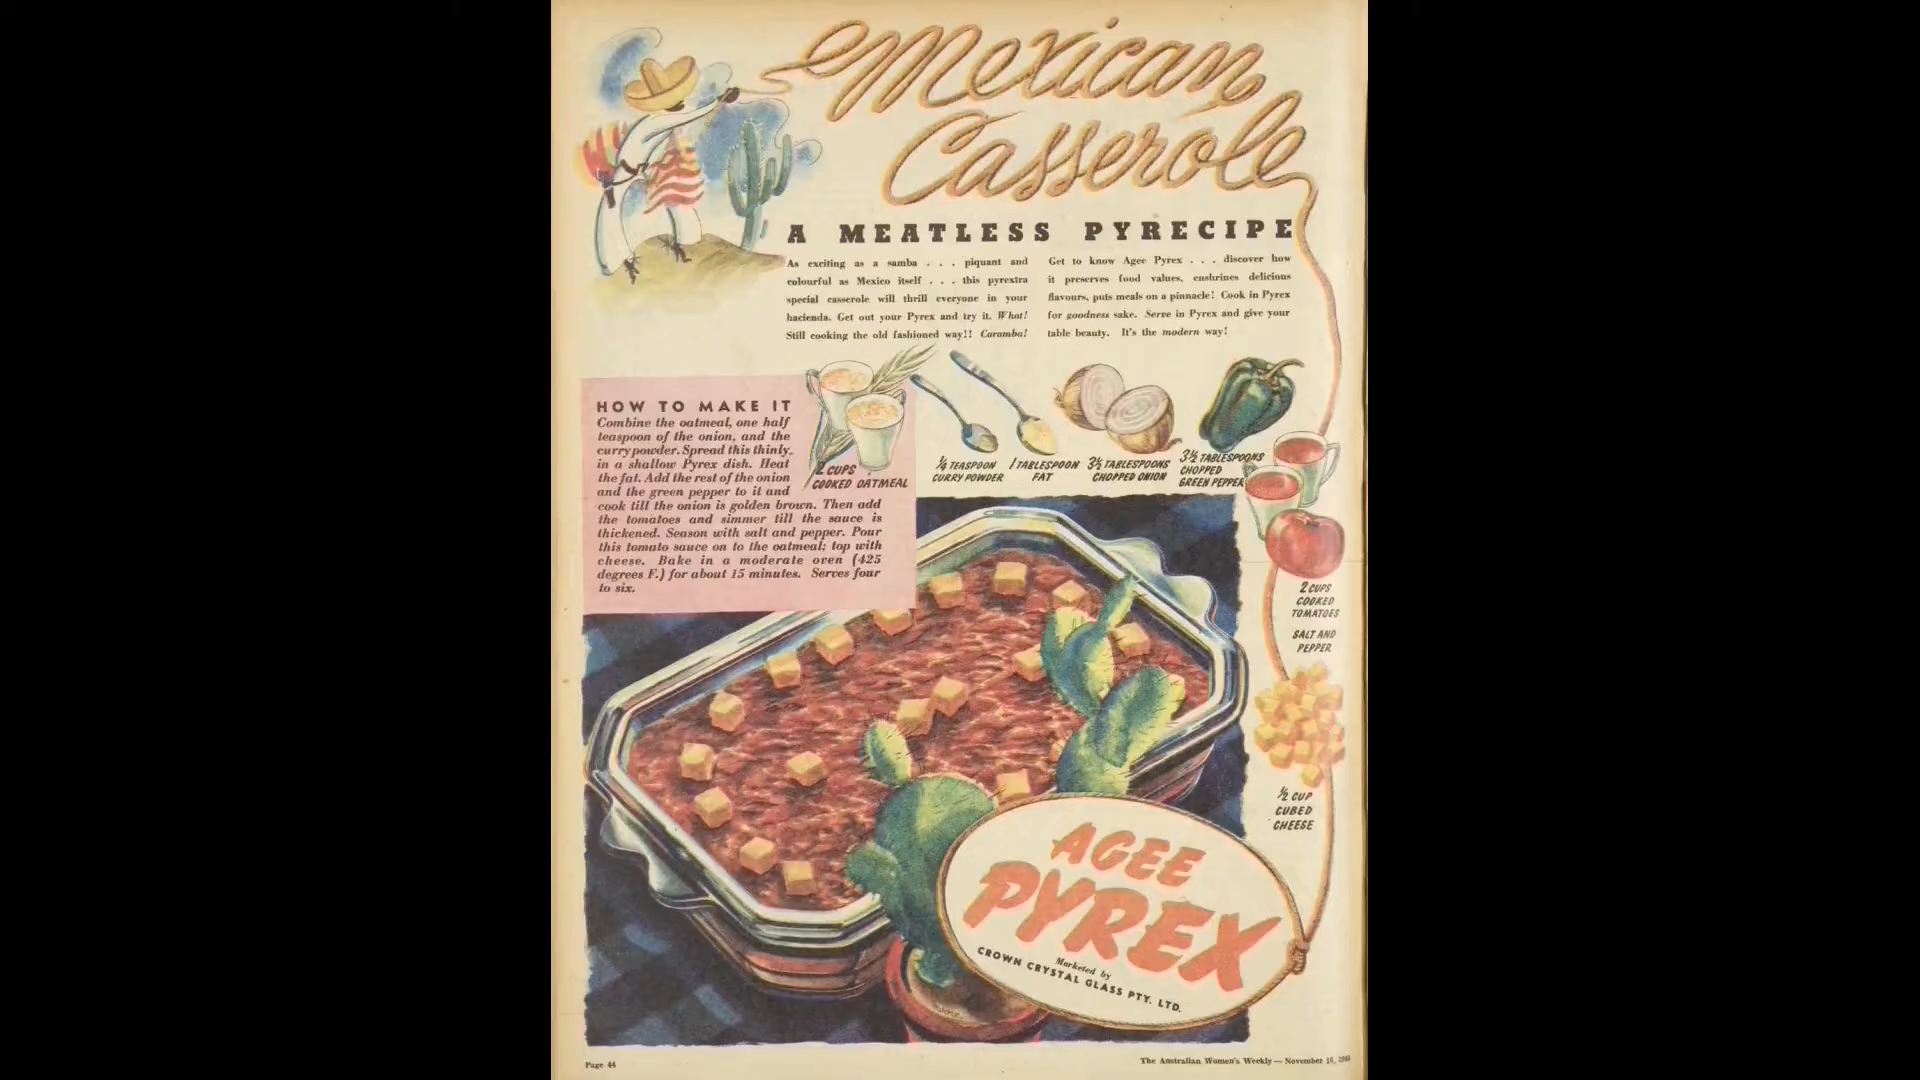 Mexican
Casserole
A MEATLESS PYRECIPE
As exciting as a samba . . . piquant and
colourful as Mexico itself . . . this pyrextra
special casserole will thrill everyone in your
hacienda. Get out your Pyrex and try it. What!
Still cooking the old fashioned way!! Caramba!
Get to know Agee Pyrex . . . discover how
it preserves food values, enshrines delicious
flavours, puts meals on a pinnacle! Cook in Pyrex
for goodness sake. Serve in Pyrex and give your
table beauty. It's the modern way!
HOW TO MAKE IT
Combine the oatmeal, one half
teaspoon of the onion, and the
curry powder. Spread this thinly
in a shallow Pyrex dish. Heat
the fat. Add the rest of the onion
and the green pepper to it and
cook till the onion is golden brown. Then add
the tomatoes and simmer till the sauce is
thickened. Season with salt and pepper. Pour
this tomato sauce on to the oatmeal; top with
cheese. Bake in a moderate oven (425
degrees F.) for about 15 minutes. Serves four
to six.
2 CUPS
COOKED OATMEAL
¼ TEASPOON
CURRY POWDER
1 TABLESPOON
FAT
3½ TABLESPOONS
CHOPPED ONION
3½ TABLESPOONS
CHOPPED
GREEN PEPPER
2 CUPS
COOKED
TOMATOES
SALT AND
PEPPER
½ CUP
CUBED
CHEESE
AGEE
PYREX
Marketed by
CROWN CRYSTAL GLASS PTY. LTD.
Page 44
The Australian Women's Weekly — November 16,